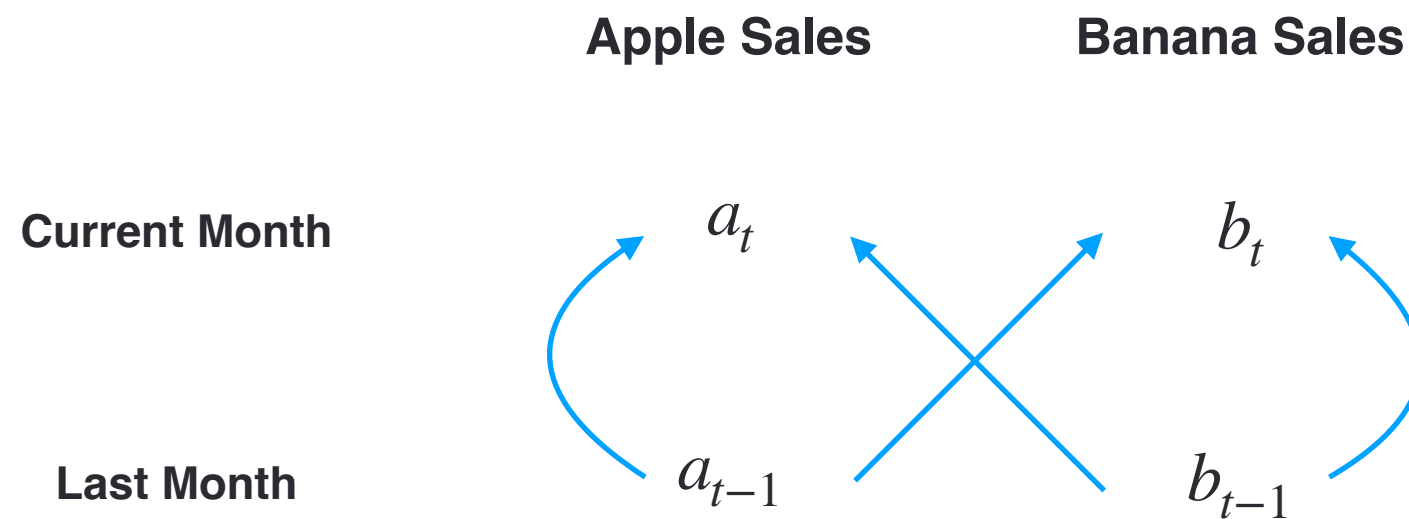 Apple Sales Banana Sales
Current Month a_t b_t
Last Month a_{t-1} b_{t-1}